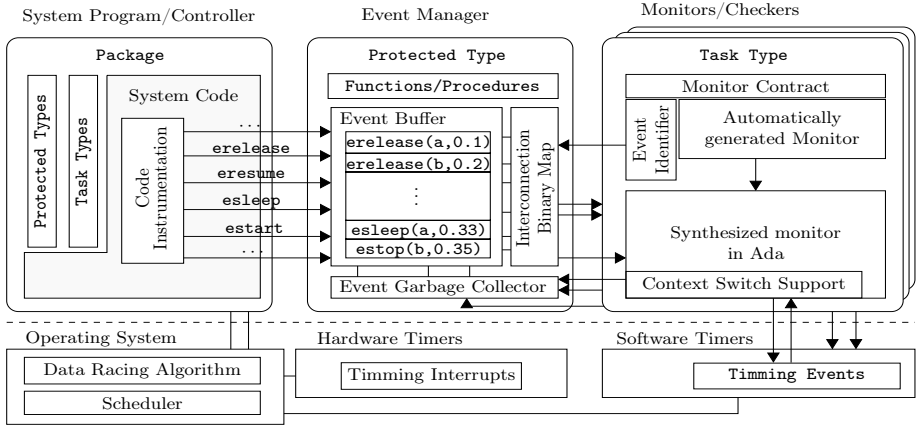 System Program/Controller
Event Manager
Monitors/Checkers
Package
Protected Types
Task Types
System Code
Code
Instrumentation
...
erelease
eresume
esleep
estart
...
Protected Type
Functions/Procedures
Event Buffer
erelease(a,0.1)
erelease(b,0.2)
⋮
esleep(a,0.33)
estop(b,0.35)
Interconnection
Binary Map
Event Garbage Collector
Task Type
Monitor Contract
Event
Identifier
Automatically
generated Monitor
Synthesized monitor
in Ada
Context Switch Support
Operating System
Data Racing Algorithm
Scheduler
Hardware Timers
Timming Interrupts
Software Timers
Timming Events